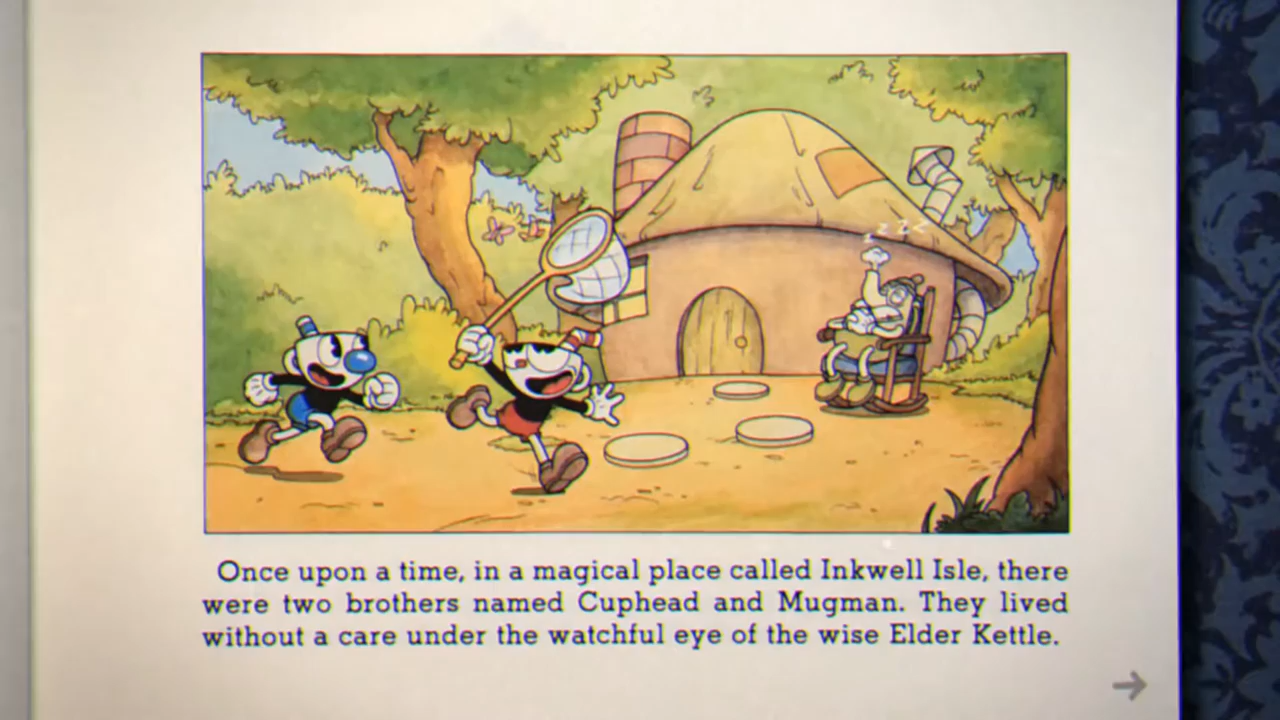 z z z z
Once upon a time, in a magical place called Inkwell Isle, there
were two brothers named Cuphead and Mugman. They lived
without a care under the watchful eye of the wise Elder Kettle.